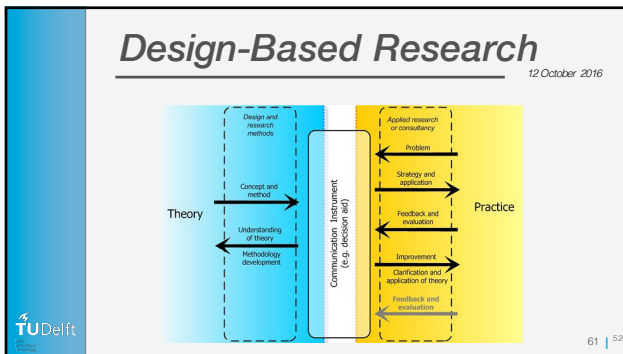 Design-Based Research
12 October 2016
Design and
research
methods
Concept and
method
Theory
Understanding
of theory
Methodology
development
Communication Instrument
(e.g. decision aid)
Applied research
or consultancy
Problem
Strategy and
application
Feedback and
evaluation
Practice
Improvement
Clarification and
application of theory
Feedback and
evaluation
TUDelft
61 | 52